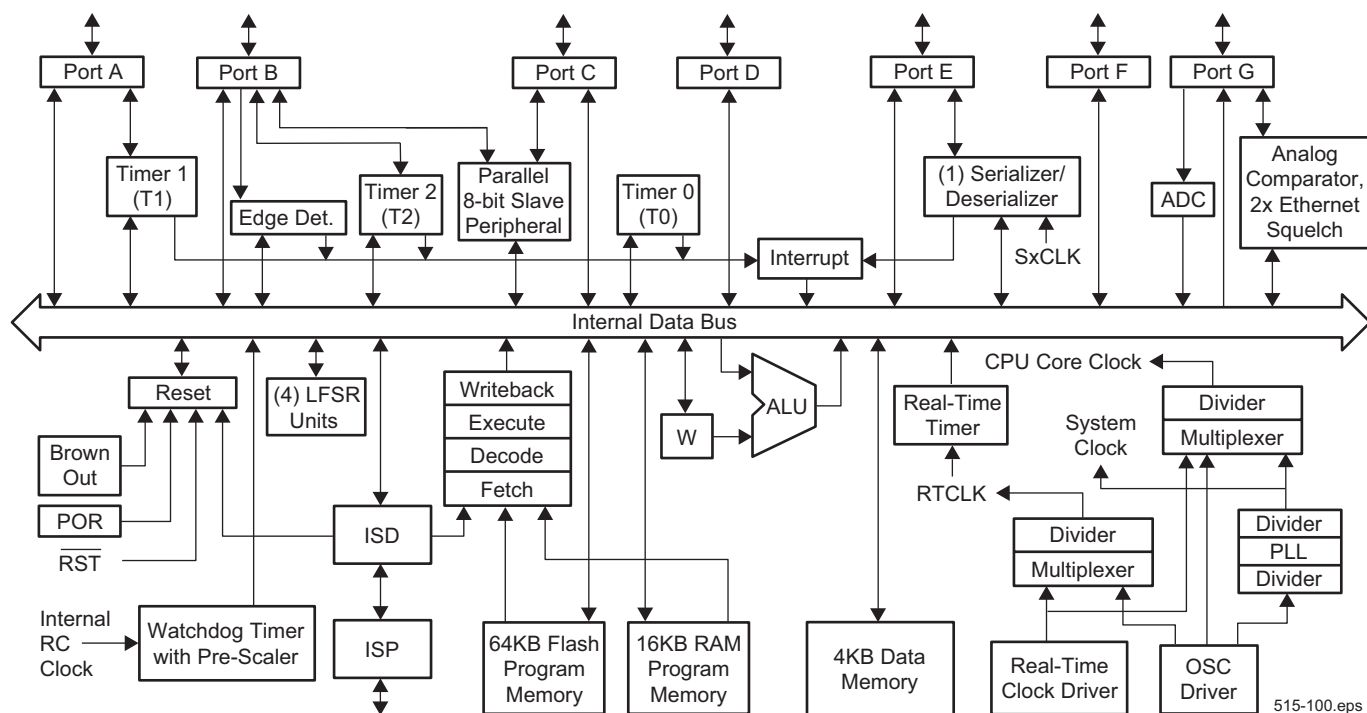 Port A
Port B
Port C
Port D
Port E
Port F
Port G
Timer 1
(T1)
Edge Det.
Timer 2
(T2)
Parallel
8-bit Slave
Peripheral
Timer 0
(T0)
Interrupt
(1) Serializer/
Deserializer
SxCLK
ADC
Analog
Comparator,
2x Ethernet
Squelch
Internal Data Bus
Reset
Brown
Out
POR
RST
Internal
RC
Clock
Watchdog Timer
with Pre-Scaler
(4) LFSR
Units
ISD
ISP
Writeback
Execute
Decode
Fetch
64KB Flash
Program
Memory
16KB RAM
Program
Memory
W
ALU
4KB Data
Memory
Real-Time
Timer
RTCLK
CPU Core Clock
System
Clock
Divider
Multiplexer
Divider
Multiplexer
Divider
PLL
Divider
Real-Time
Clock Driver
OSC
Driver
515-100.eps